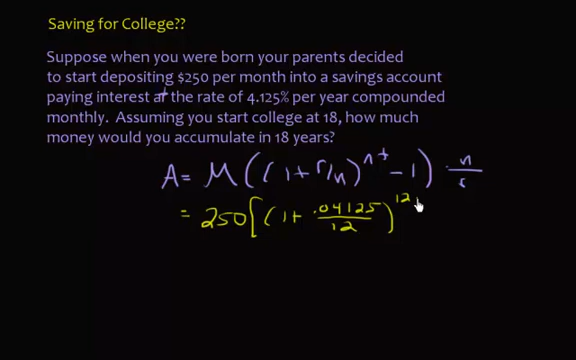 Saving for College??
Suppose when you were born your parents decided
to start depositing $250 per month into a savings account
paying interest at the rate of 4.125% per year compounded
monthly. Assuming you start college at 18, how much
money would you accumulate in 18 years?
A = M ( ( 1 + r/n )^nt - 1 ) · n/r
= 250 [ ( 1 + .04125/12 )^12